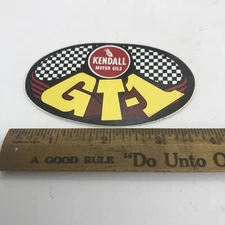 KENDALL
MOTOR OILS
GT-1
A GOOD RULE "Do Unto O